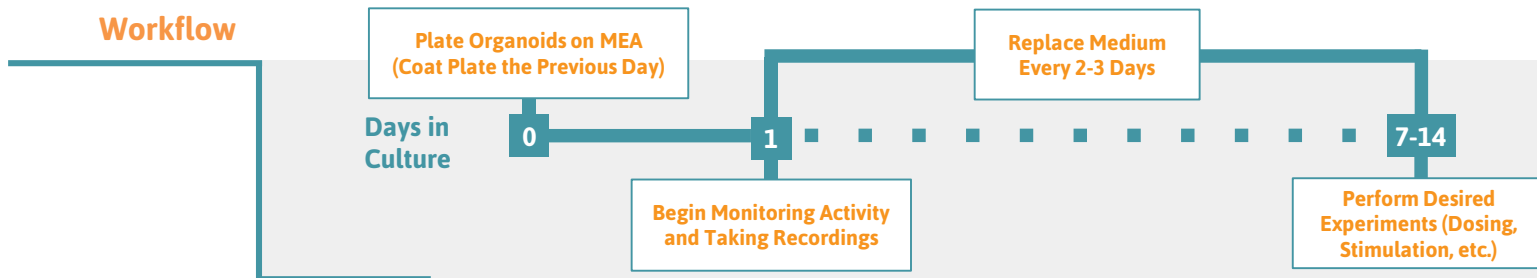 Workflow
Plate Organoids on MEA
(Coat Plate the Previous Day)
Replace Medium
Every 2-3 Days
Days in
Culture
0
1
7-14
Begin Monitoring Activity
and Taking Recordings
Perform Desired
Experiments (Dosing,
Stimulation, etc.)